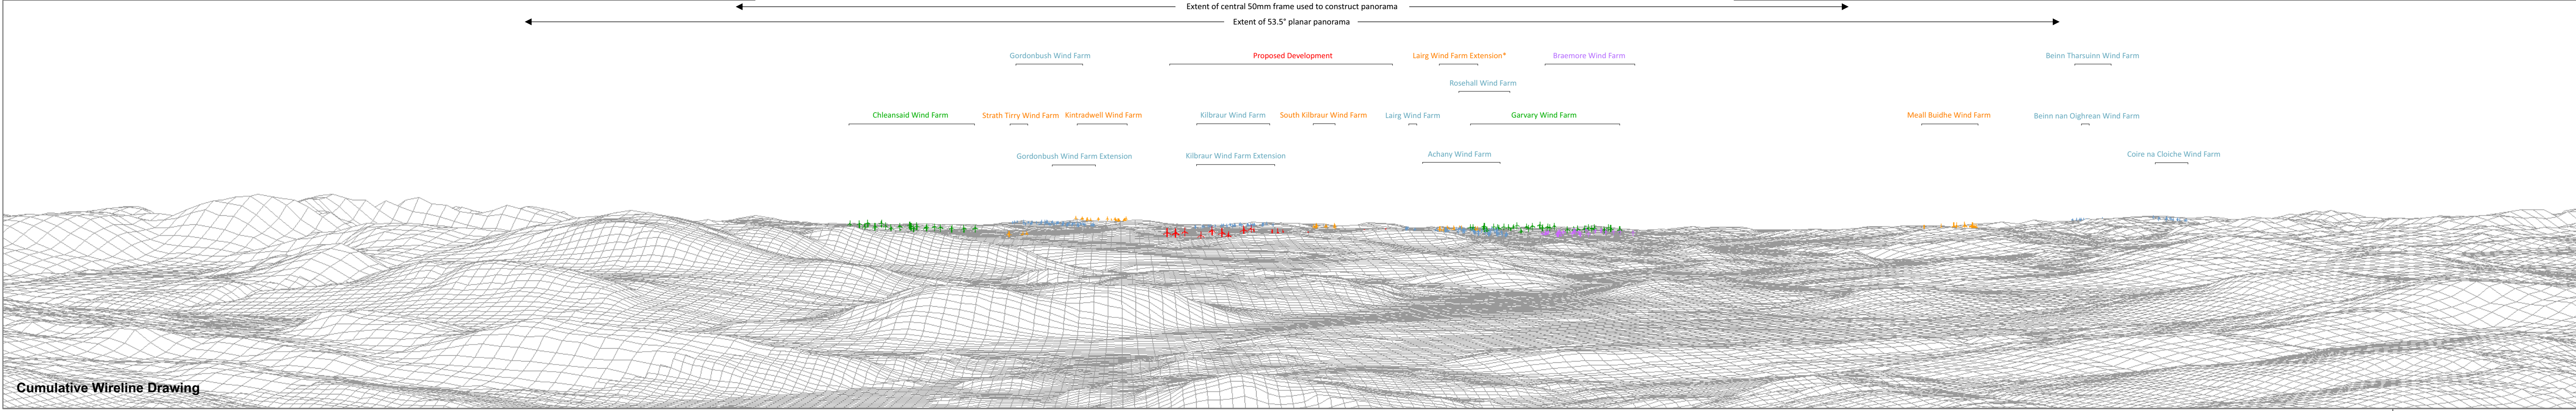 Extent of central 50mm frame used to construct panorama
Extent of 53.5° planar panorama
Gordonbush Wind Farm
Proposed Development
Lairg Wind Farm Extension*
Braemore Wind Farm
Beinn Tharsuinn Wind Farm
Rosehall Wind Farm
Chleansaid Wind Farm
Strath Tirry Wind Farm
Kintradwell Wind Farm
Kilbraur Wind Farm
South Kilbraur Wind Farm
Lairg Wind Farm
Garvary Wind Farm
Meall Buidhe Wind Farm
Beinn nan Oighrean Wind Farm
Gordonbush Wind Farm Extension
Kilbraur Wind Farm Extension
Achany Wind Farm
Coire na Cloiche Wind Farm
Cumulative Wireline Drawing